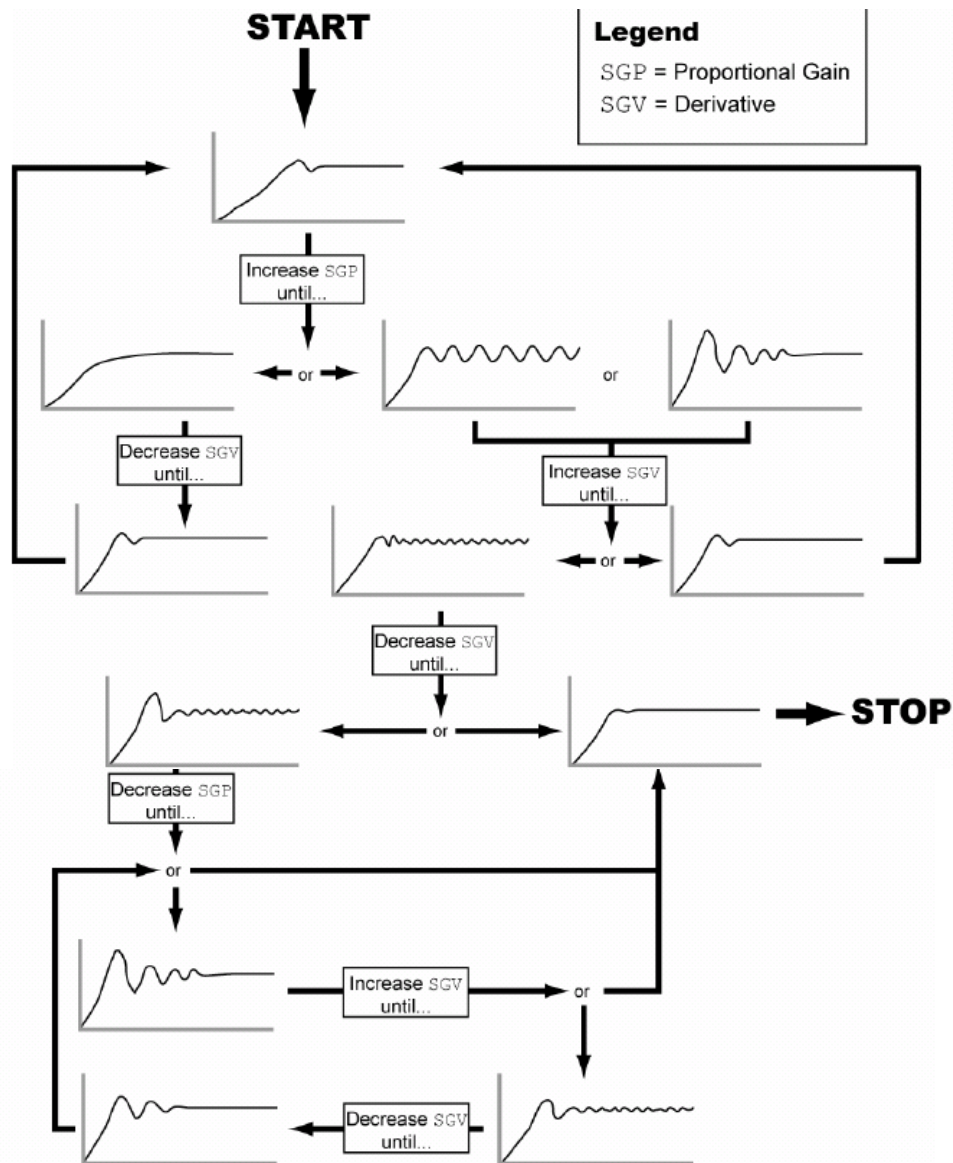 START
Legend
SGP = Proportional Gain
SGV = Derivative
Increase SGP
until...
or
or
Decrease SGV
until...
Increase SGV
until...
or
Decrease SGV
until...
or
STOP
Decrease SGP
until...
or
Increase SGV
until...
or
Decrease SGV
until...